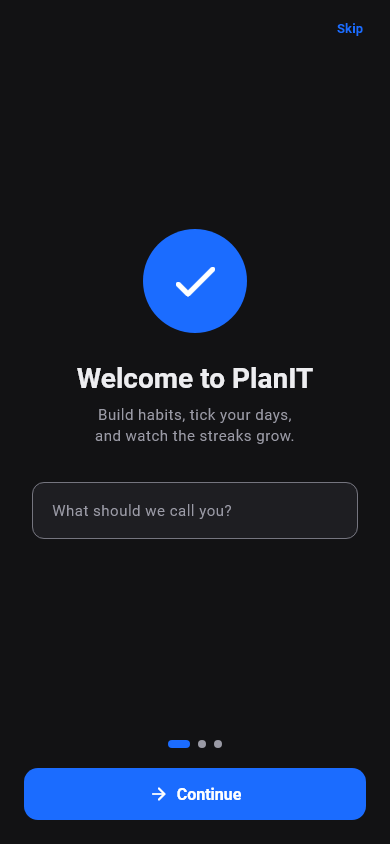 Skip
Welcome to PlanIT
Build habits, tick your days,
and watch the streaks grow.
What should we call you?
Continue